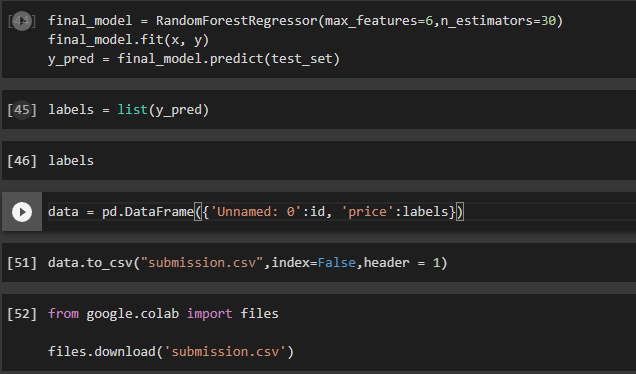 final_model = RandomForestRegressor(max_features=6,n_estimators=30)
final_model.fit(x, y)
y_pred = final_model.predict(test_set)
[45] labels = list(y_pred)
[46] labels
data = pd.DataFrame({'Unnamed: 0':id, 'price':labels})
[51] data.to_csv("submission.csv",index=False,header = 1)
[52] from google.colab import files
files.download('submission.csv')